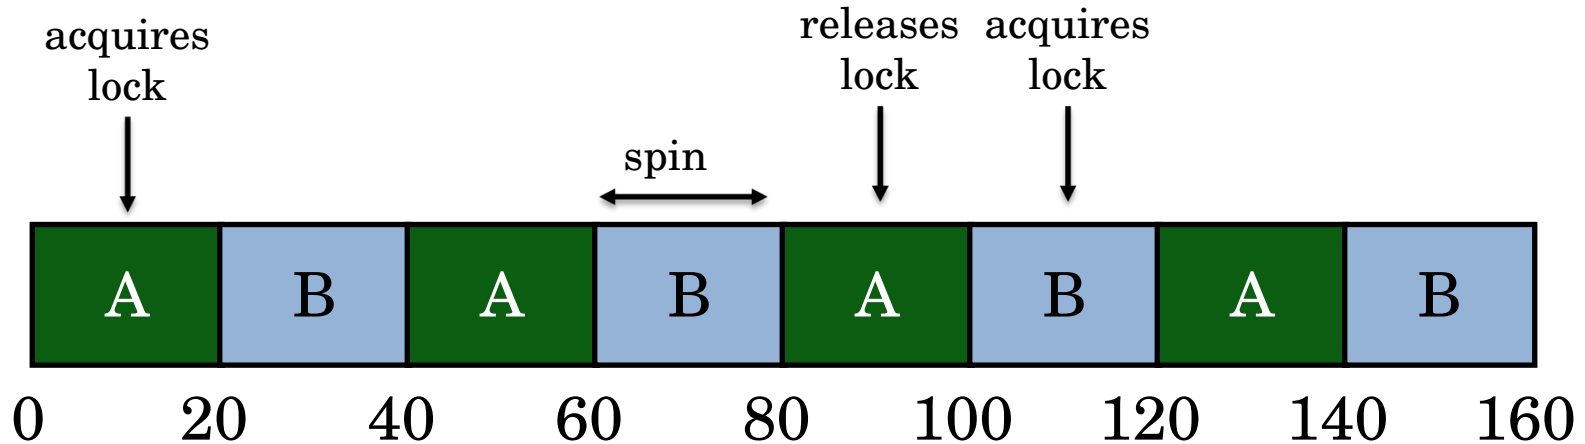 acquires
lock
releases
lock
acquires
lock
spin
A B A B A B A B
0 20 40 60 80 100 120 140 160